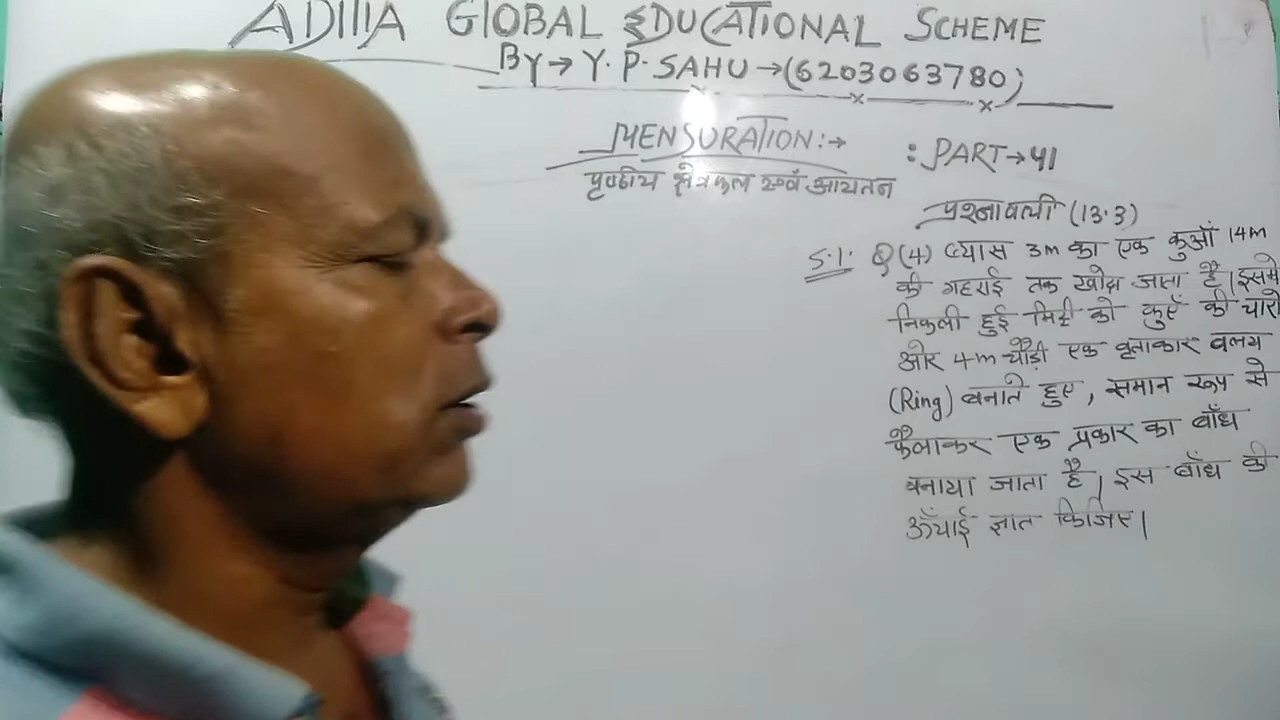 ADITIA GLOBAL EDUCATIONAL SCHEME
BY→ Y. P. SAHU →(6203063780)
MENSURATION:→ : PART→41
पृष्ठीय क्षेत्रफल एवं आयतन
प्रश्नावली (13.3)
S.1. Q(4) व्यास 3m का एक कुआँ 14m
की गहराई तक खोदा जाता है। इसमें
निकली हुई मिट्टी को कुएँ की चारो
ओर 4m चौड़ी एक वृताकार वलय
(Ring) बनाते हुए, समान रूप से
फैलाकर एक प्रकार का बाँध
बनाया जाता है। इस बाँध की
ऊँचाई ज्ञात किजिए।